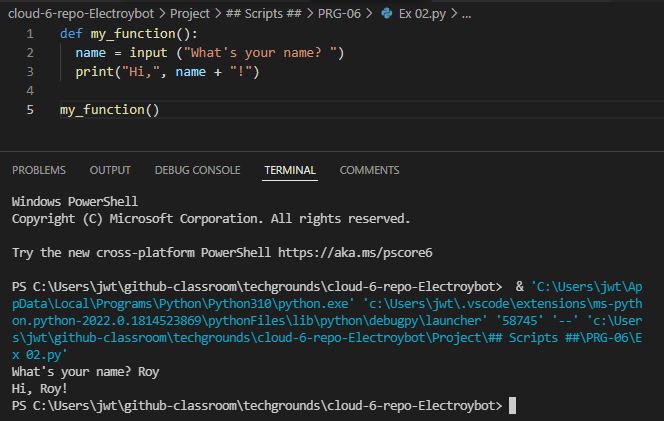 cloud-6-repo-Electroybot > Project > ## Scripts ## > PRG-06 > Ex 02.py > ...
1 def my_function():
2   name = input ("What's your name? ")
3   print("Hi,", name + "!")
4
5 my_function()
PROBLEMS OUTPUT DEBUG CONSOLE TERMINAL COMMENTS
Windows PowerShell
Copyright (C) Microsoft Corporation. All rights reserved.
Try the new cross-platform PowerShell https://aka.ms/pscore6
PS C:\Users\jwt\github-classroom\techgrounds\cloud-6-repo-Electroybot>  & 'C:\Users\jwt\Ap
pData\Local\Programs\Python\Python310\python.exe' 'c:\Users\jwt\.vscode\extensions\ms-pyth
on.python-2022.0.1814523869\pythonFiles\lib\python\debugpy\launcher' '58745' '--' 'c:\User
s\jwt\github-classroom\techgrounds\cloud-6-repo-Electroybot\Project\## Scripts ##\PRG-06\E
x 02.py'
What's your name? Roy
Hi, Roy!
PS C:\Users\jwt\github-classroom\techgrounds\cloud-6-repo-Electroybot>